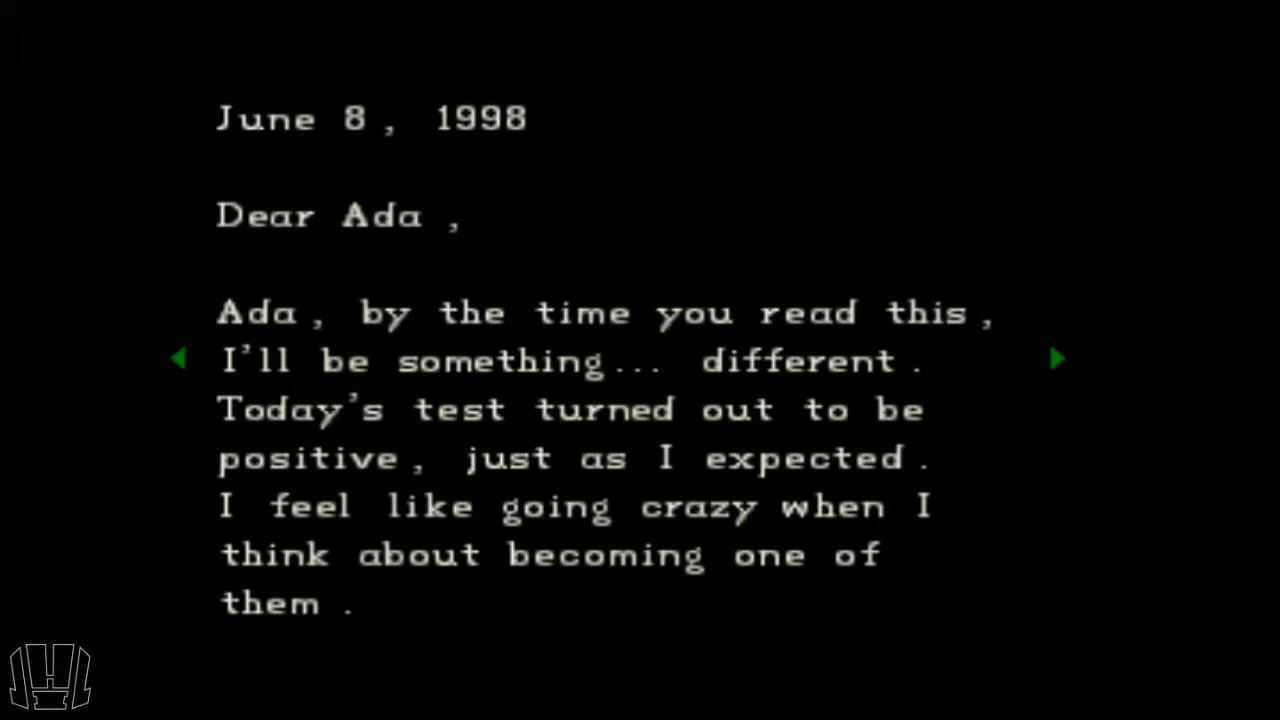 June 8, 1998
Dear Ada,
Ada, by the time you read this,
I'll be something... different.
Today's test turned out to be
positive, just as I expected.
I feel like going crazy when I
think about becoming one of
them.